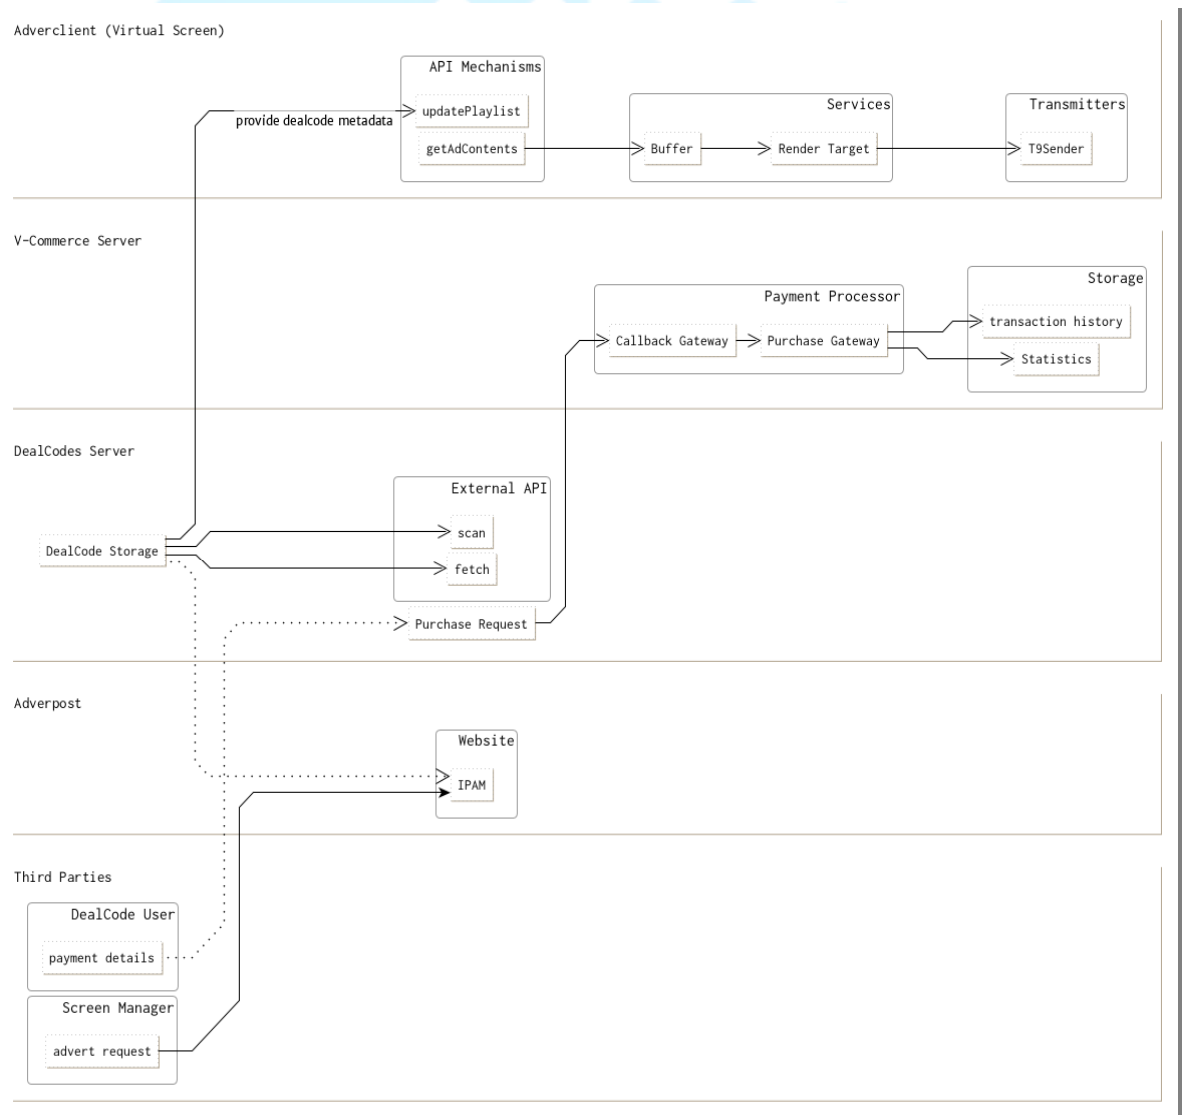 Adverclient (Virtual Screen)
API Mechanisms
updatePlaylist
provide dealcode metadata
getAdContents
Services
Buffer
Render Target
Transmitters
T9Sender
V-Commerce Server
Storage
Payment Processor
transaction history
Callback Gateway
Purchase Gateway
Statistics
DealCodes Server
External API
scan
DealCode Storage
fetch
Purchase Request
Adverpost
Website
IPAM
Third Parties
DealCode User
payment details
Screen Manager
advert request